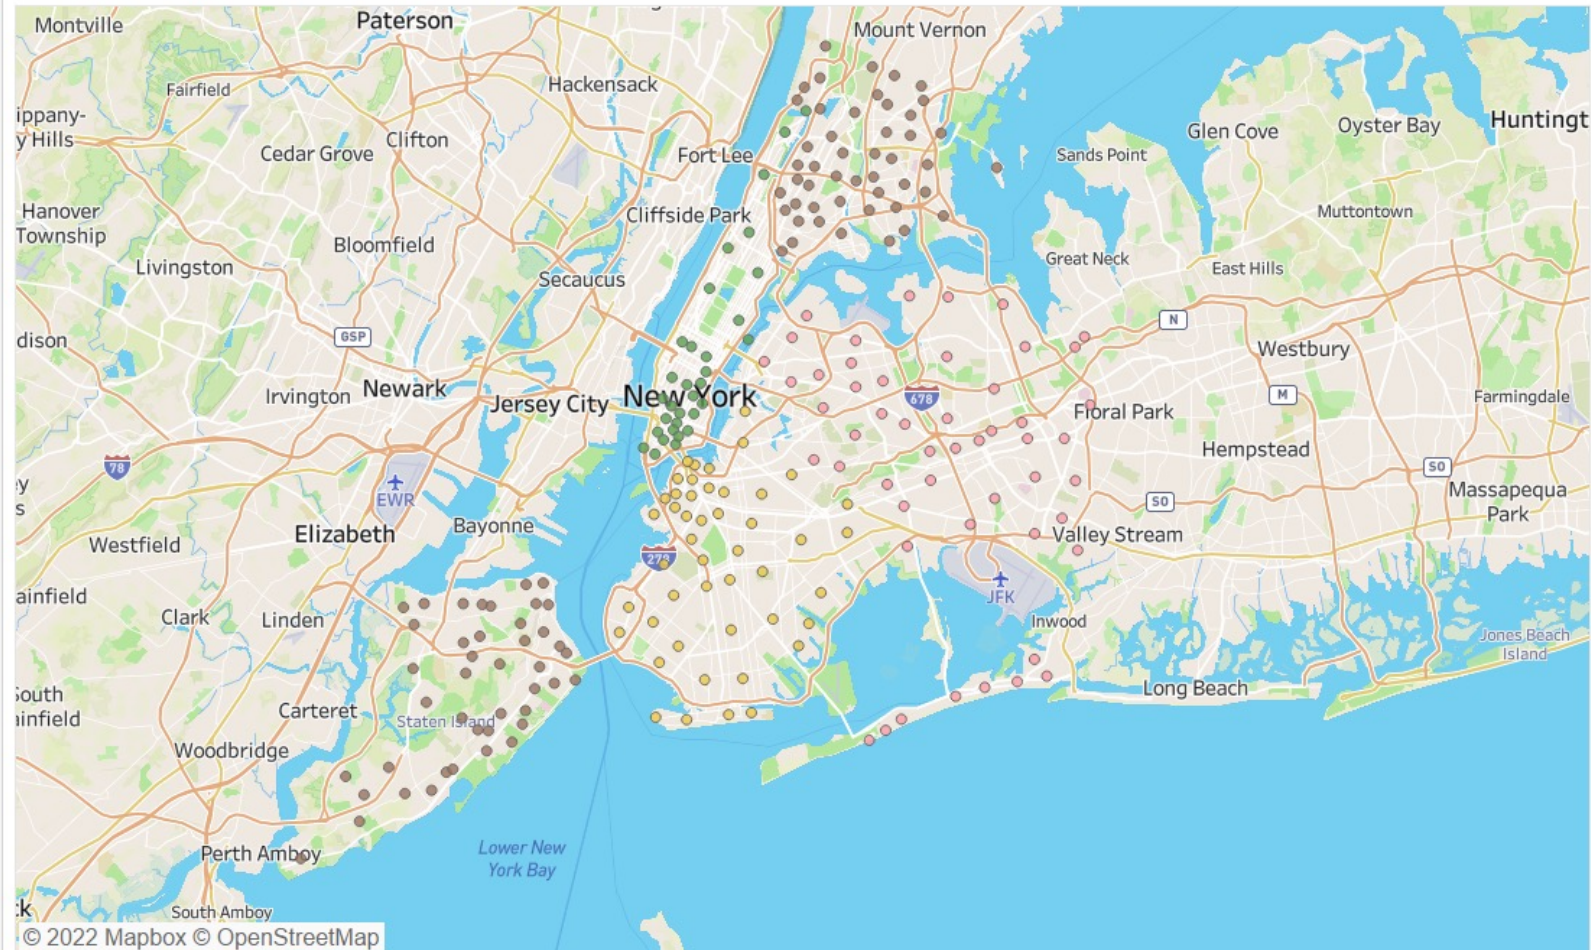 Montville
Paterson
Mount Vernon
Fairfield
Hackensack
ippany-
y Hills
Clifton
Cedar Grove
Fort Lee
Glen Cove
Oyster Bay
Huntingt
Sands Point
Hanover
Township
Cliffside Park
Muttontown
Bloomfield
Livingston
Secaucus
Great Neck
East Hills
dison
GSP
N
Westbury
Irvington
Newark
Jersey City
New York
678
M
Farmingdale
Floral Park
Hempstead
78
EWR
ey
s
SO
SO
Massapequa
Park
Elizabeth
Bayonne
Westfield
278
Valley Stream
JFK
ainfield
Clark
Linden
Inwood
Jones Beach
Island
South
ainfield
Carteret
Staten Island
Long Beach
Woodbridge
Perth Amboy
Lower New
York Bay
ck
South Amboy
© 2022 Mapbox © OpenStreetMap